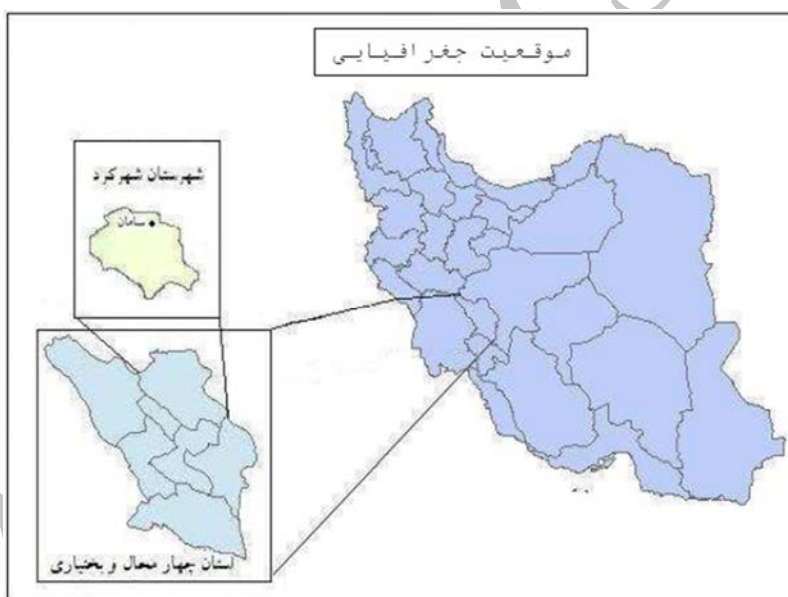 موقعیت جغرافیایی
شهرستان شهرکرد
سامان
استان چهار محال و بختیاری